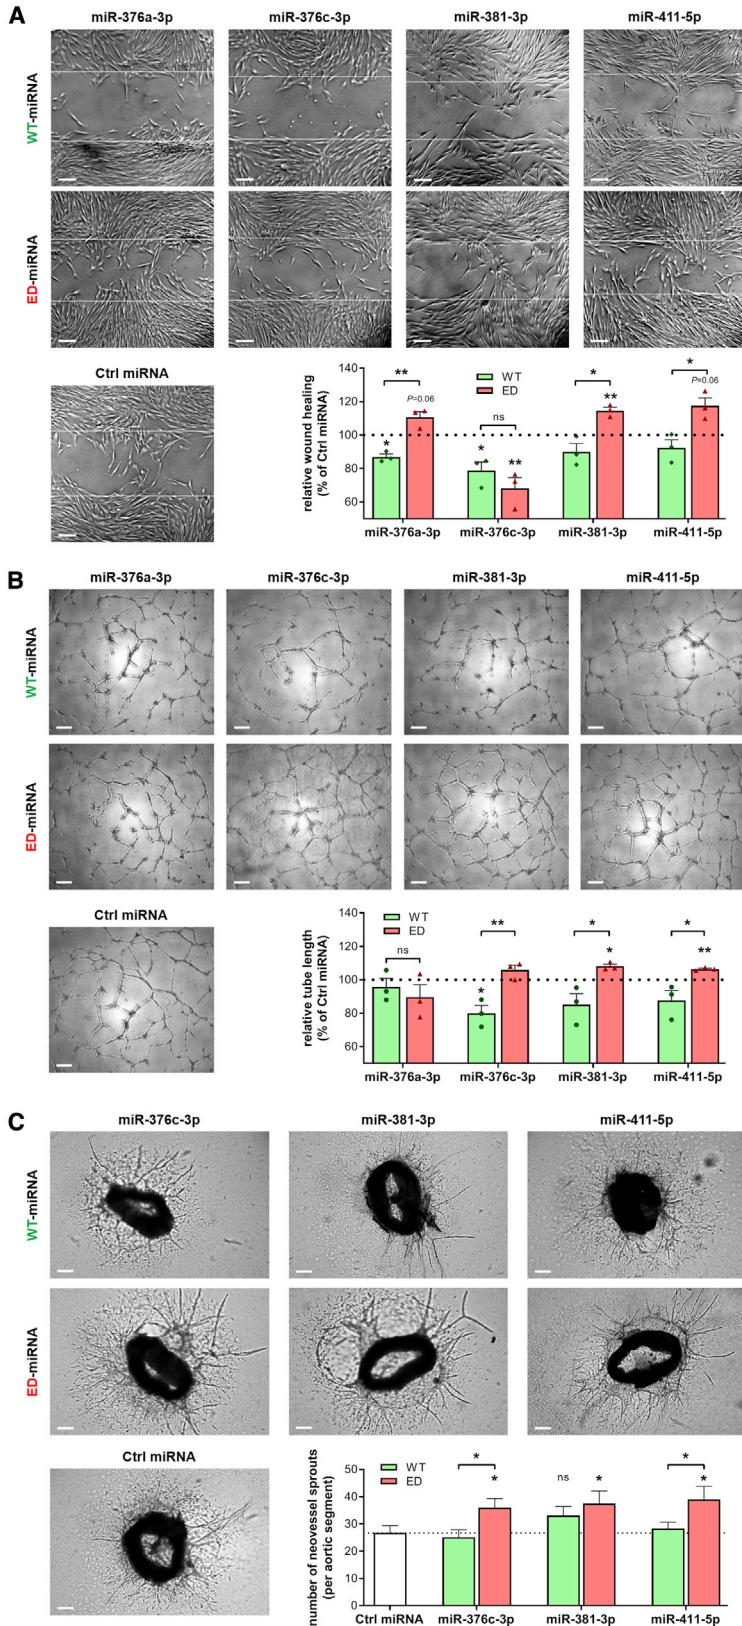 A
miR-376a-3p
miR-376c-3p
miR-381-3p
miR-411-5p
WT-miRNA
ED-miRNA
Ctrl miRNA
relative wound healing
(% of Ctrl miRNA)
140
120
100
80
60
WT
ED
**
P=0.06
*
ns
*
**
*
**
*
P=0.06
miR-376a-3p
miR-376c-3p
miR-381-3p
miR-411-5p
B
miR-376a-3p
miR-376c-3p
miR-381-3p
miR-411-5p
WT-miRNA
ED-miRNA
Ctrl miRNA
relative tube length
(% of Ctrl miRNA)
140
120
100
80
60
WT
ED
ns
**
*
*
*
*
**
miR-376a-3p
miR-376c-3p
miR-381-3p
miR-411-5p
C
miR-376c-3p
miR-381-3p
miR-411-5p
WT-miRNA
ED-miRNA
Ctrl miRNA
number of neovessel sprouts
(per aortic segment)
50
40
30
20
10
0
WT
ED
*
*
ns
*
*
*
Ctrl miRNA
miR-376c-3p
miR-381-3p
miR-411-5p